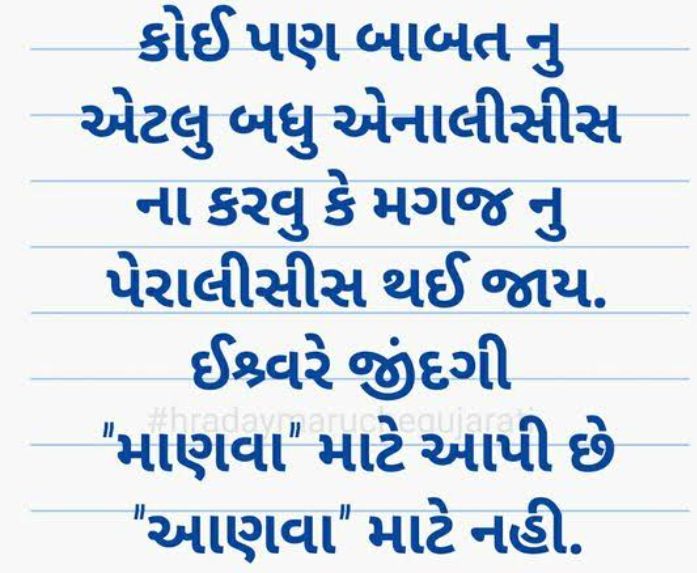 કોઈ પણ બાબત નુ
એટલુ બધુ એનાલીસીસ
ના કરવુ કે મગજ નુ
પેરાલીસીસ થઈ જાય.
ઈશ્વરે જીંદગી
#hradaymaruchegujarati
"માણવા" માટે આપી છે
"આણવા" માટે નહી.